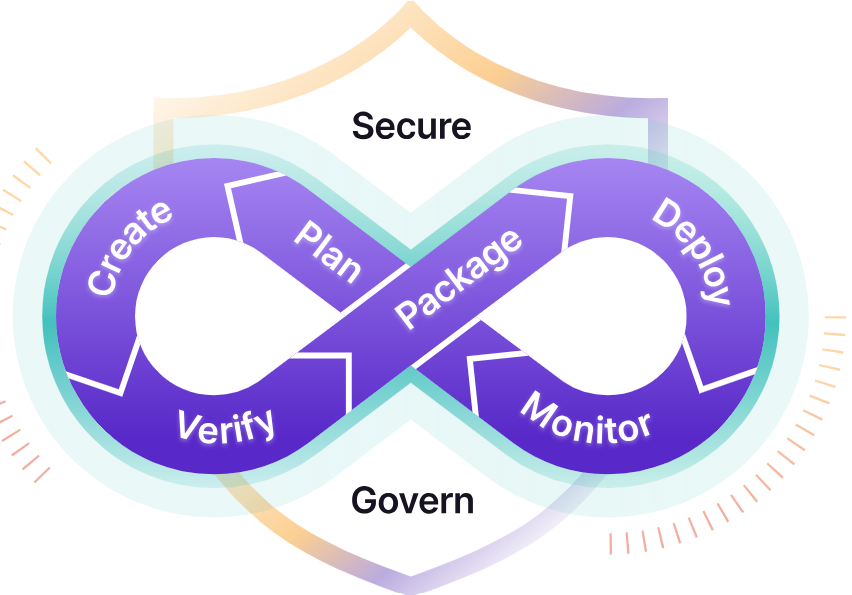 Secure
Create
Plan
Package
Deploy
Verify
Monitor
Govern